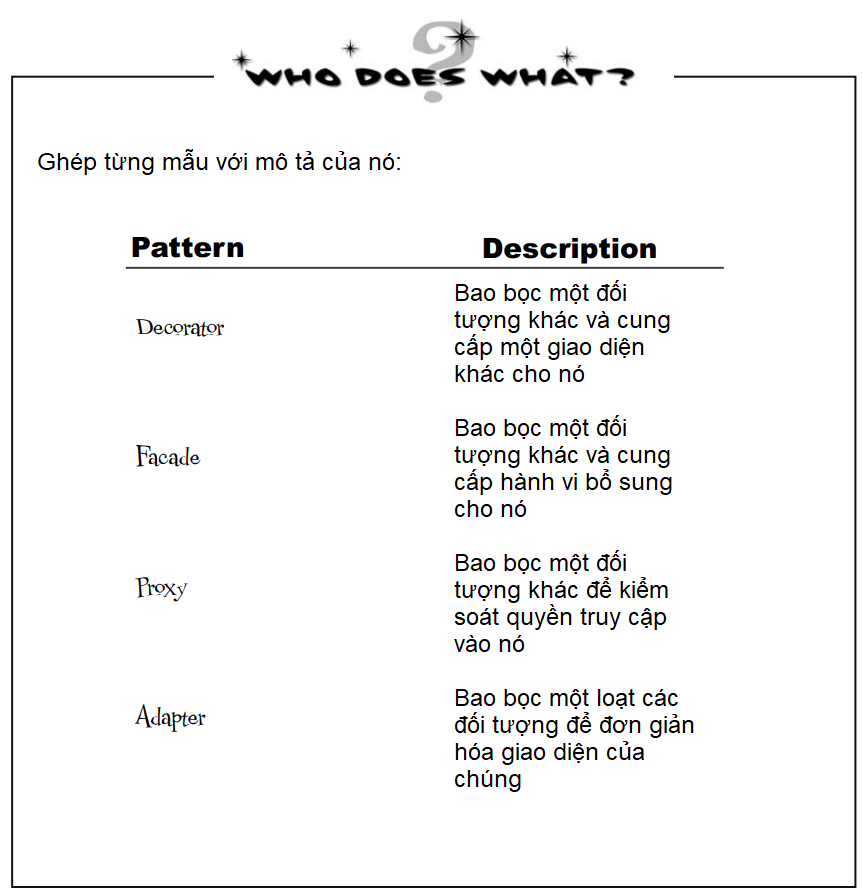 WHO DOES WHAT?
Ghép từng mẫu với mô tả của nó:
Pattern Description
Decorator
Bao bọc một đối
tượng khác và cung
cấp một giao diện
khác cho nó
Facade
Bao bọc một đối
tượng khác và cung
cấp hành vi bổ sung
cho nó
Proxy
Bao bọc một đối
tượng khác để kiểm
soát quyền truy cập
vào nó
Adapter
Bao bọc một loạt các
đối tượng để đơn giản
hóa giao diện của
chúng